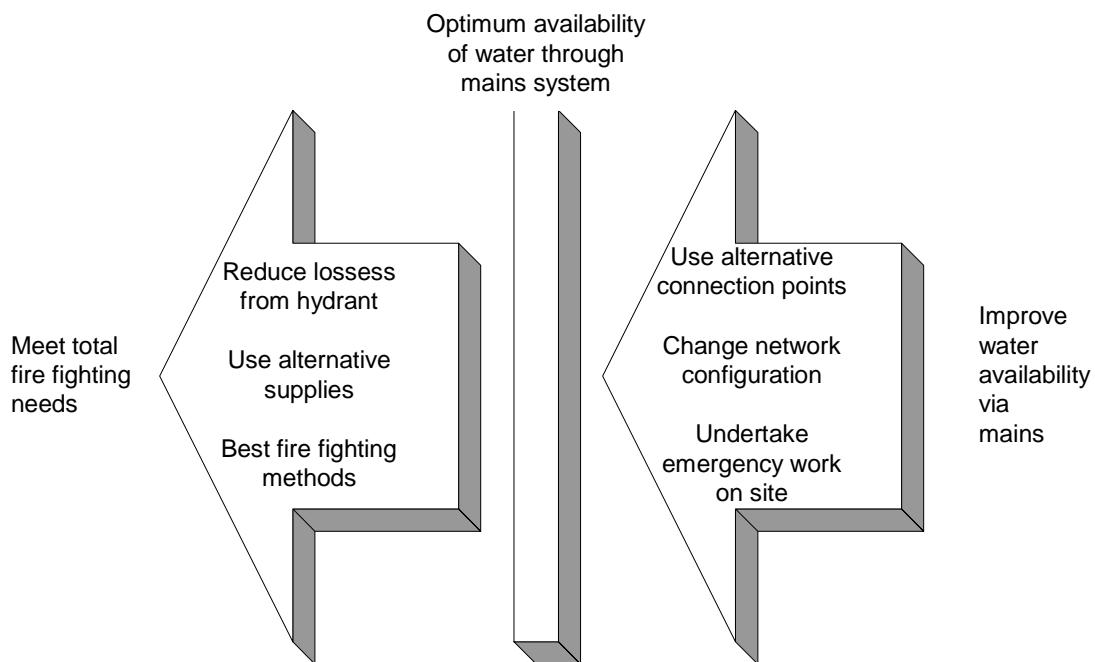 Optimum availability
of water through
mains system
Meet total
fire fighting
needs
Reduce lossess
from hydrant
Use alternative
supplies
Best fire fighting
methods
Use alternative
connection points
Change network
configuration
Undertake
emergency work
on site
Improve
water
availability
via
mains